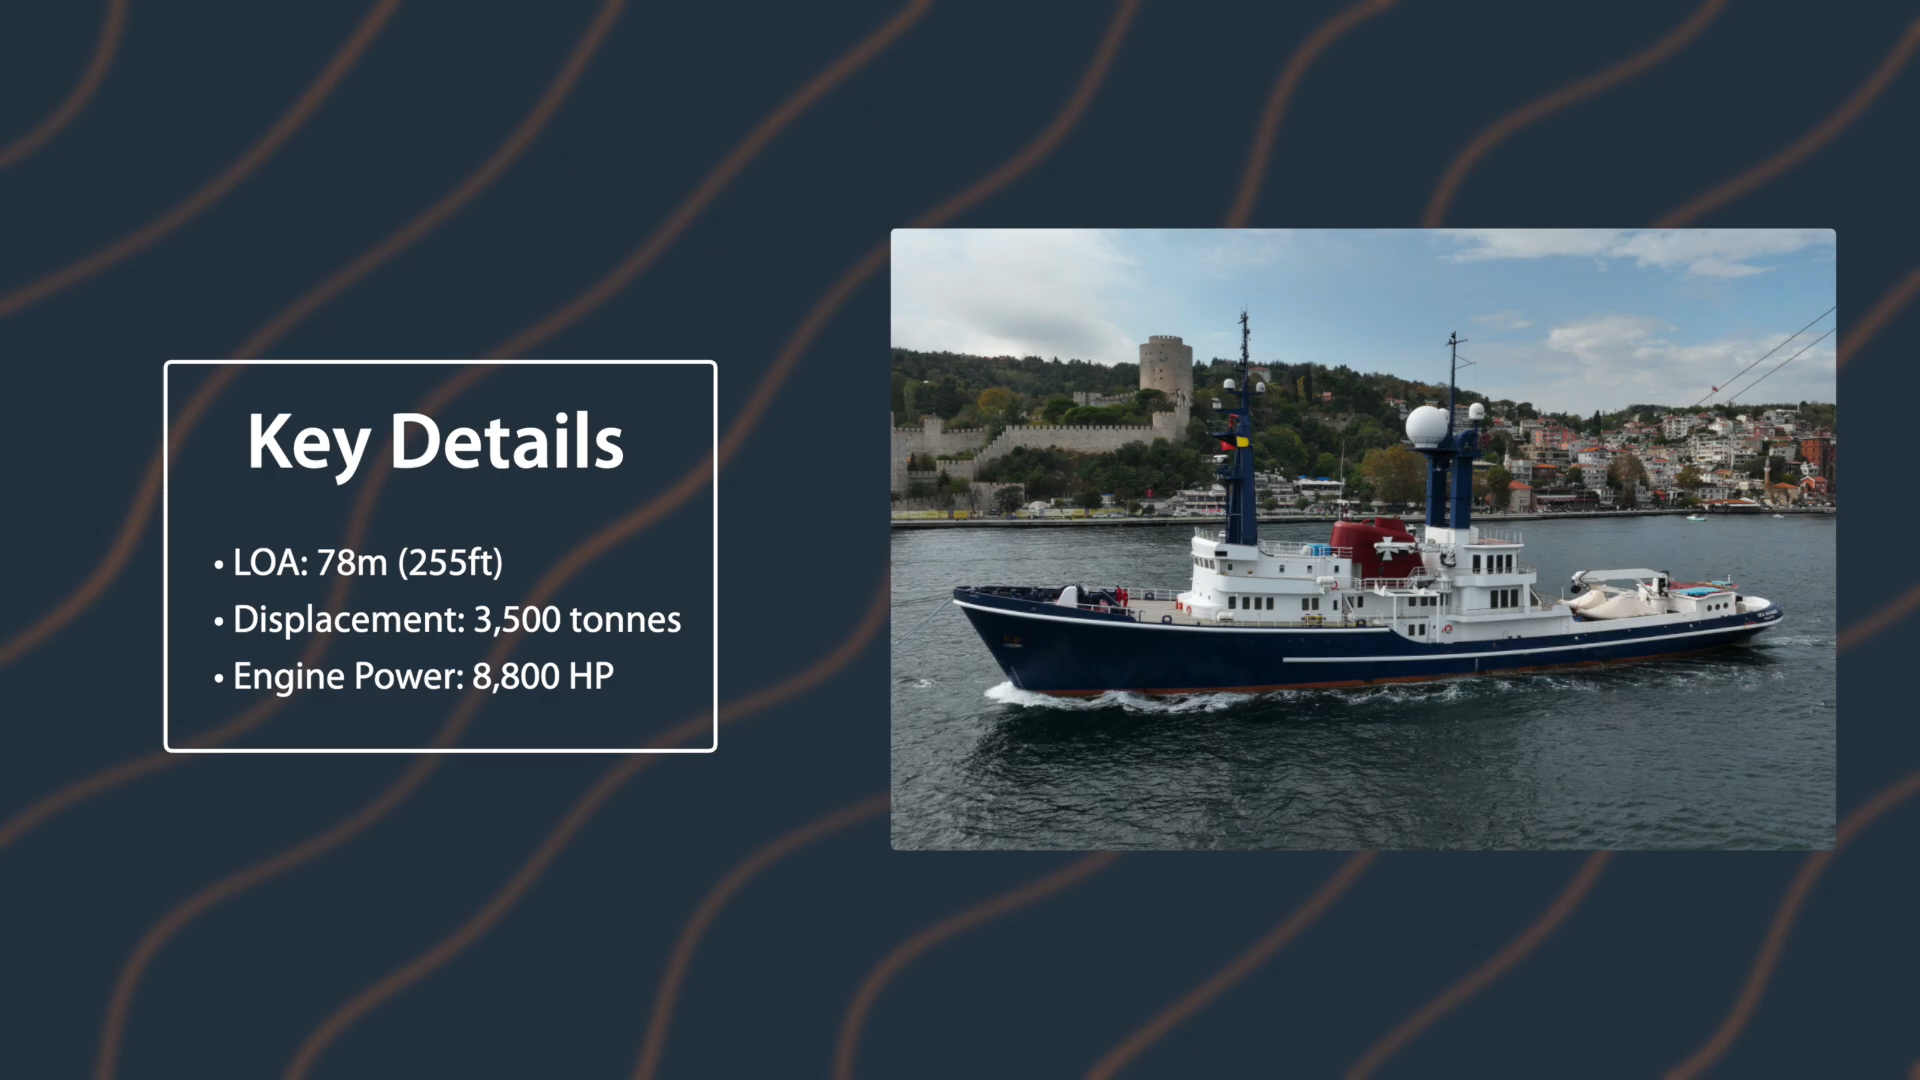 Key Details
• LOA: 78m (255ft)
• Displacement: 3,500 tonnes
• Engine Power: 8,800 HP